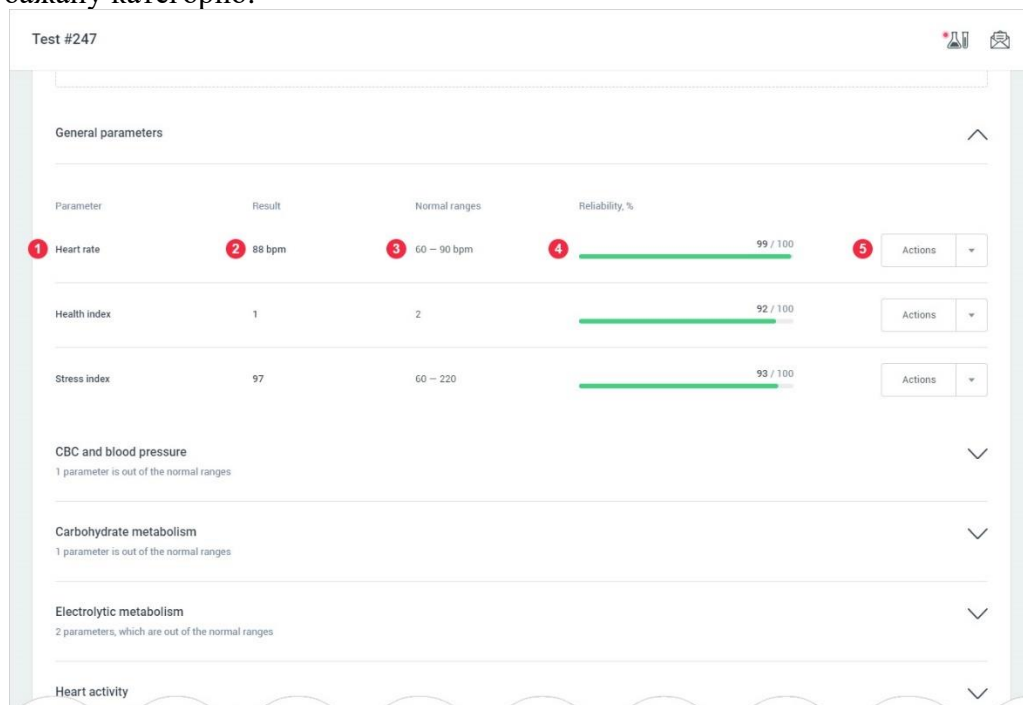 бажану категорію.
Test #247
General parameters
Parameter Result Normal ranges Reliability, %
1 Heart rate 2 88 bpm 3 60 — 90 bpm 4 99 / 100 5 Actions
Health index 1 2 92 / 100 Actions
Stress index 97 60 — 220 93 / 100 Actions
CBC and blood pressure
1 parameter is out of the normal ranges
Carbohydrate metabolism
1 parameter is out of the normal ranges
Electrolytic metabolism
2 parameters, which are out of the normal ranges
Heart activity